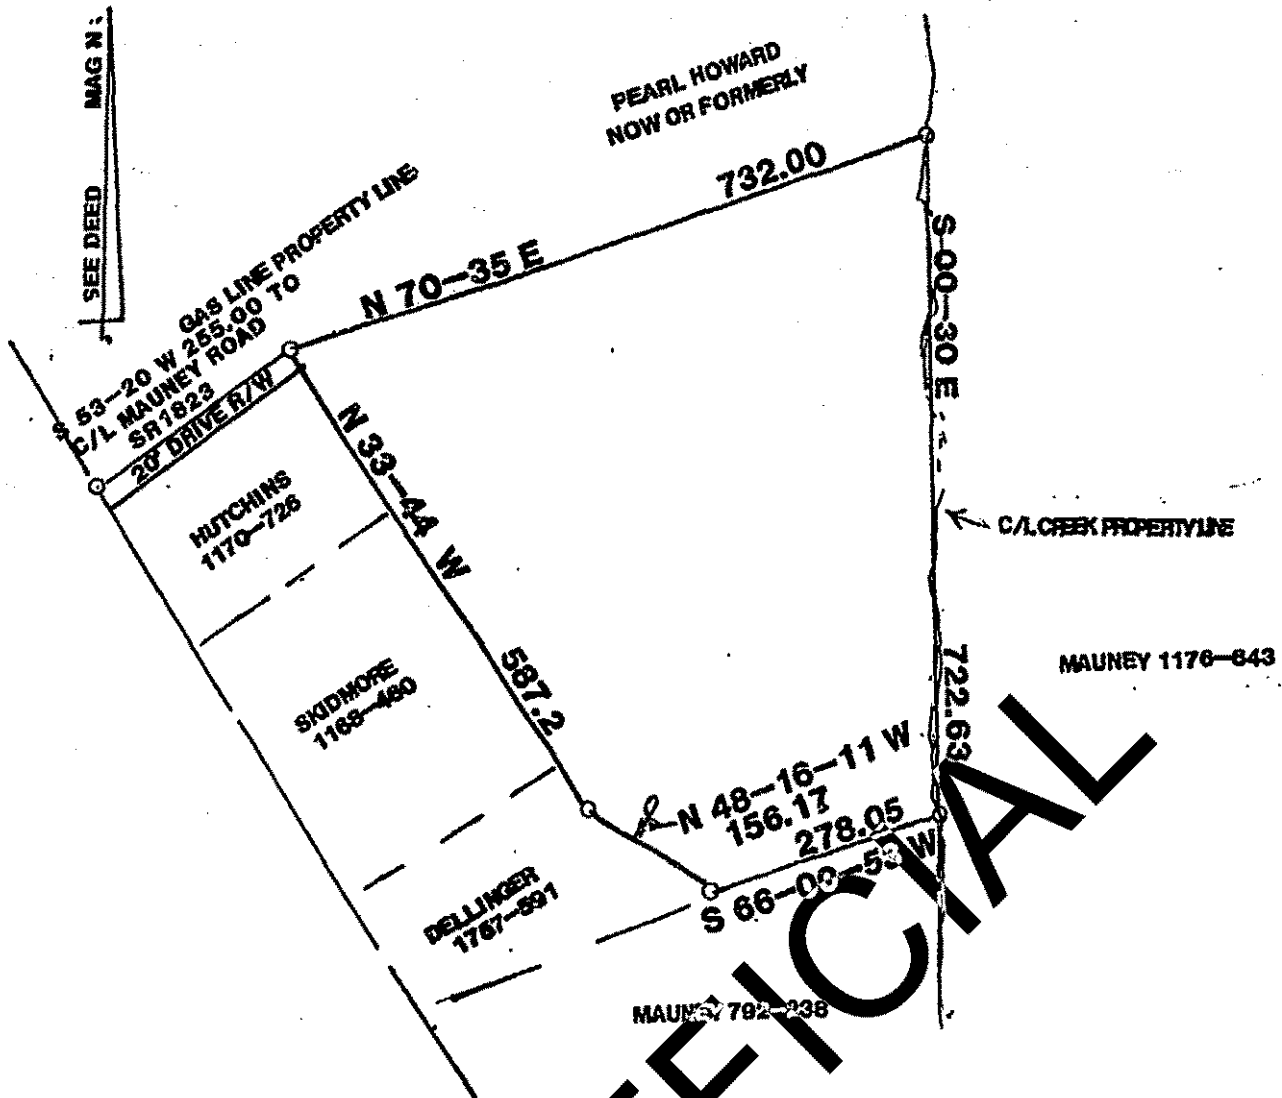 MAG N
SEE DEED
PEARL HOWARD
NOW OR FORMERLY
732.00
N 70-35 E
GAS LINE PROPERTY LINE
S 53-20 W 255.00 TO
C/L MAUNEY ROAD
SR1823
20' DRIVE R/W
S 00-30 E
722.63
N 33-44 W
587.2
HUTCHINS
1170-726
C/L CREEK PROPERTY LINE
MAUNEY 1176-643
SKIDMORE
1168-460
N 48-16-11 W
156.17
278.05
S 66-00-53 W
DELLINGER
1767-591
MAUNEY 792-238